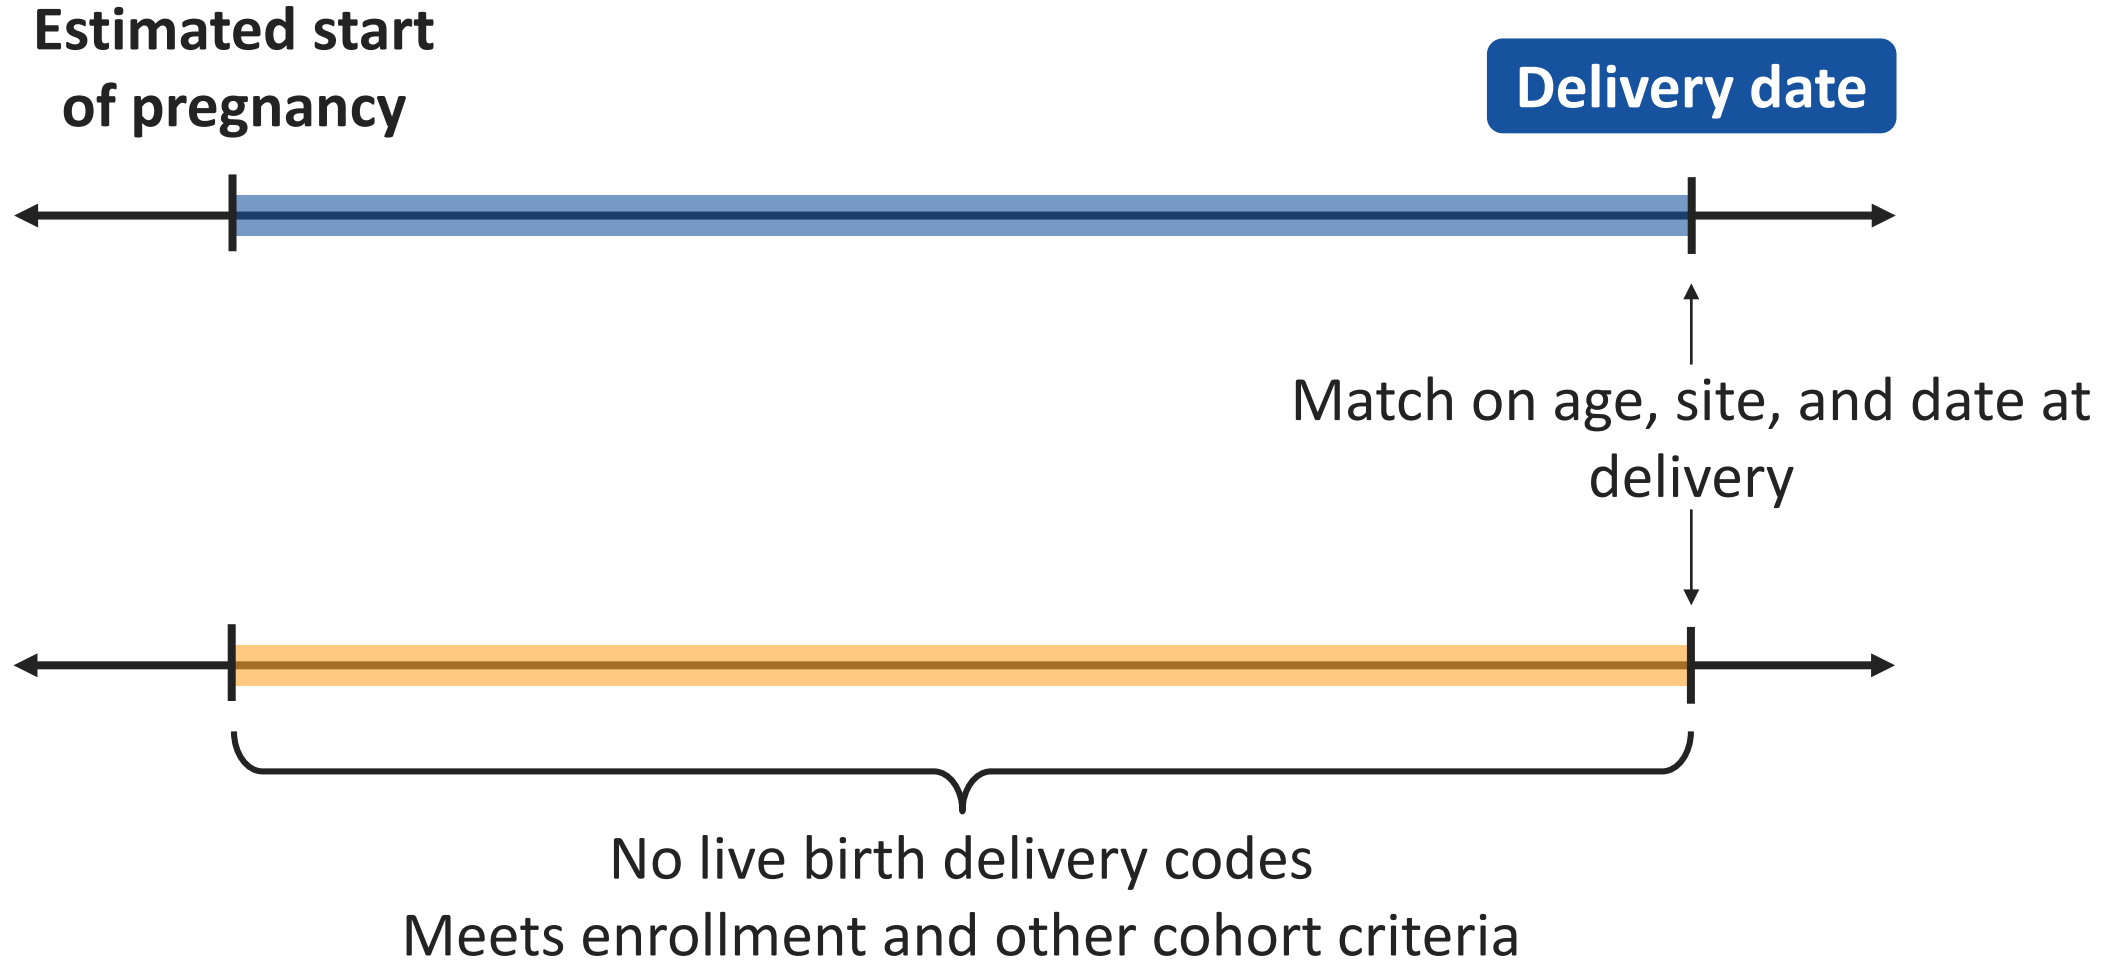 Estimated start
of pregnancy
Delivery date
Match on age, site, and date at
delivery
No live birth delivery codes
Meets enrollment and other cohort criteria